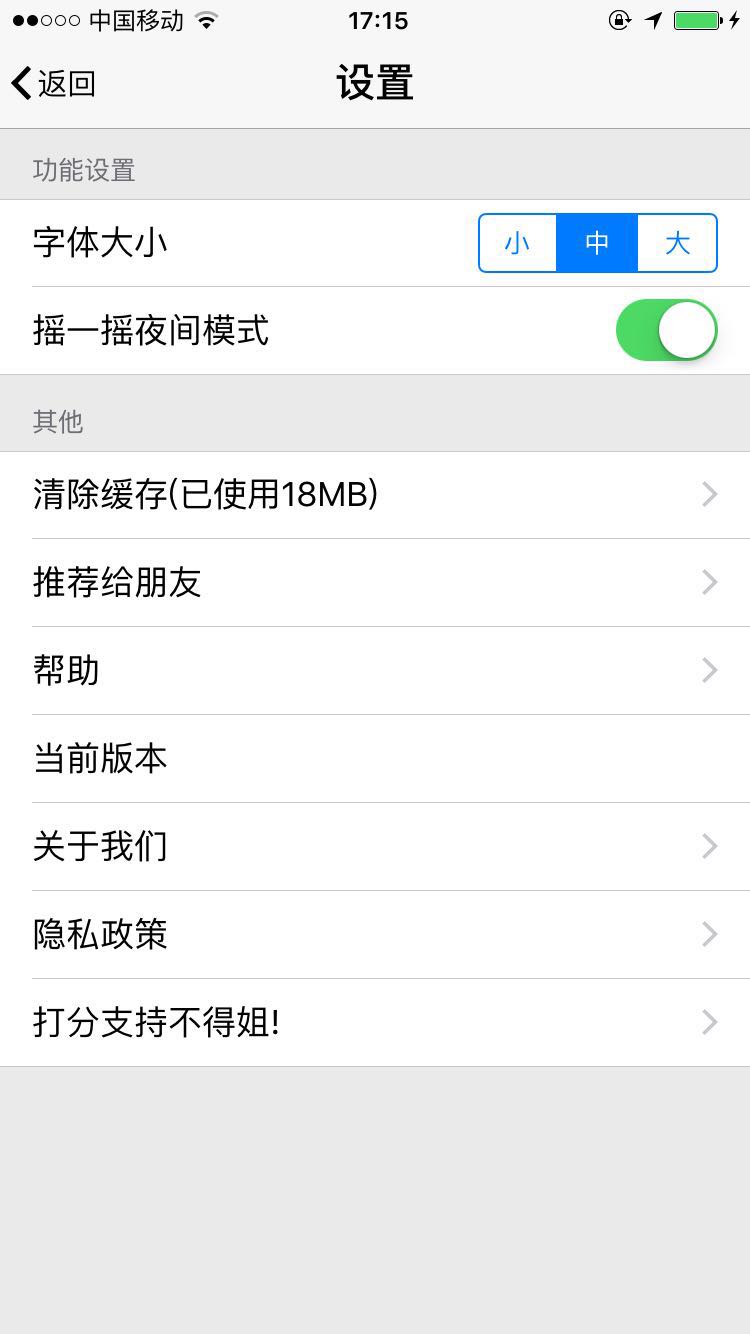 中国移动 17:15
返回 设置
功能设置
字体大小 小 中 大
摇一摇夜间模式
其他
清除缓存(已使用18MB)
推荐给朋友
帮助
当前版本
关于我们
隐私政策
打分支持不得姐!